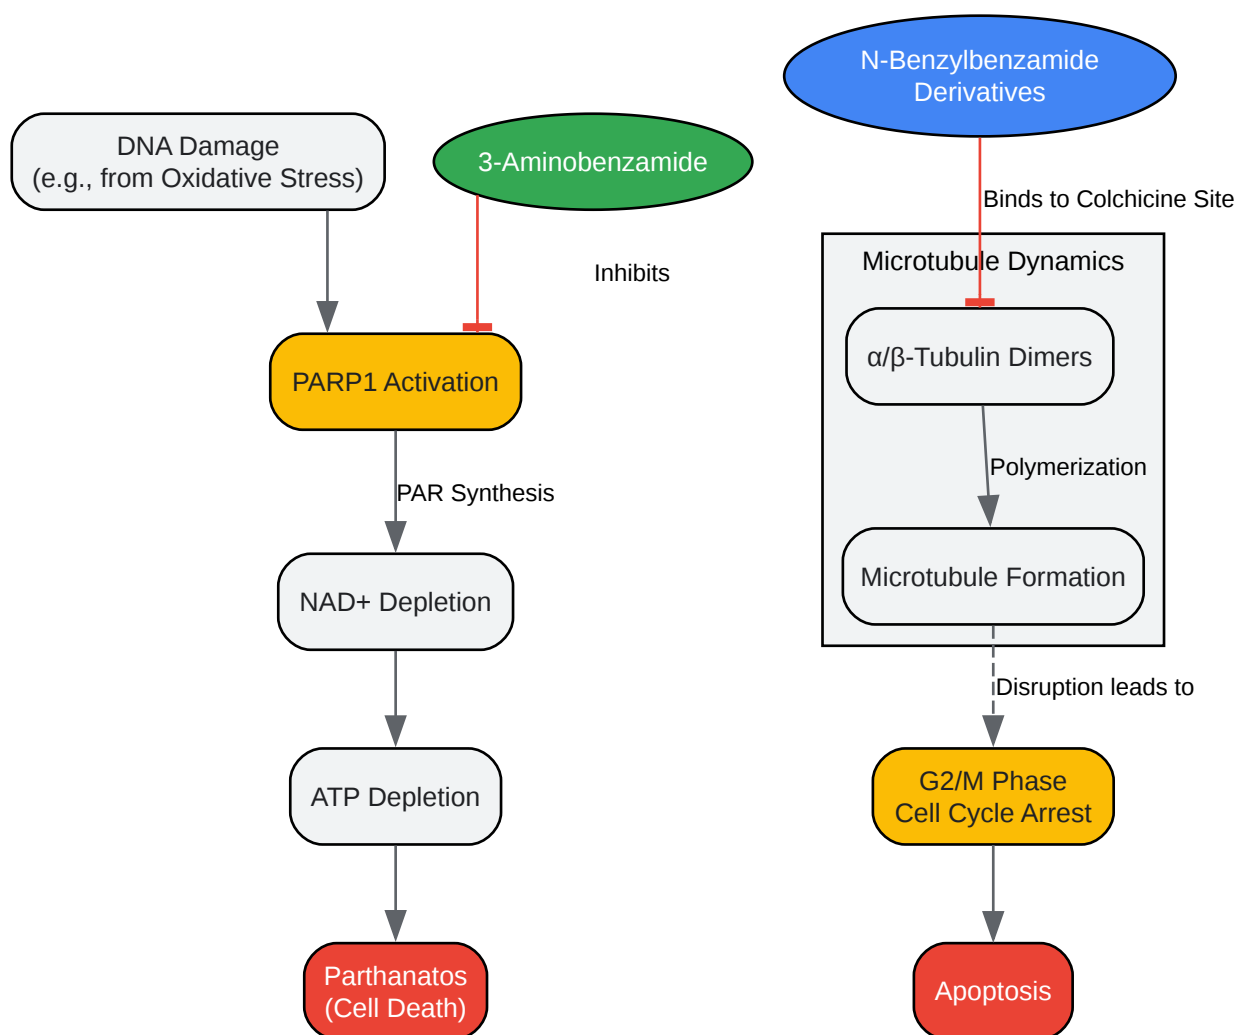 DNA Damage
(e.g., from Oxidative Stress)
3-Aminobenzamide
Inhibits
PARP1 Activation
PAR Synthesis
NAD+ Depletion
ATP Depletion
Parthanatos
(Cell Death)
N-Benzylbenzamide
Derivatives
Binds to Colchicine Site
Microtubule Dynamics
α/β-Tubulin Dimers
Polymerization
Microtubule Formation
Disruption leads to
G2/M Phase
Cell Cycle Arrest
Apoptosis